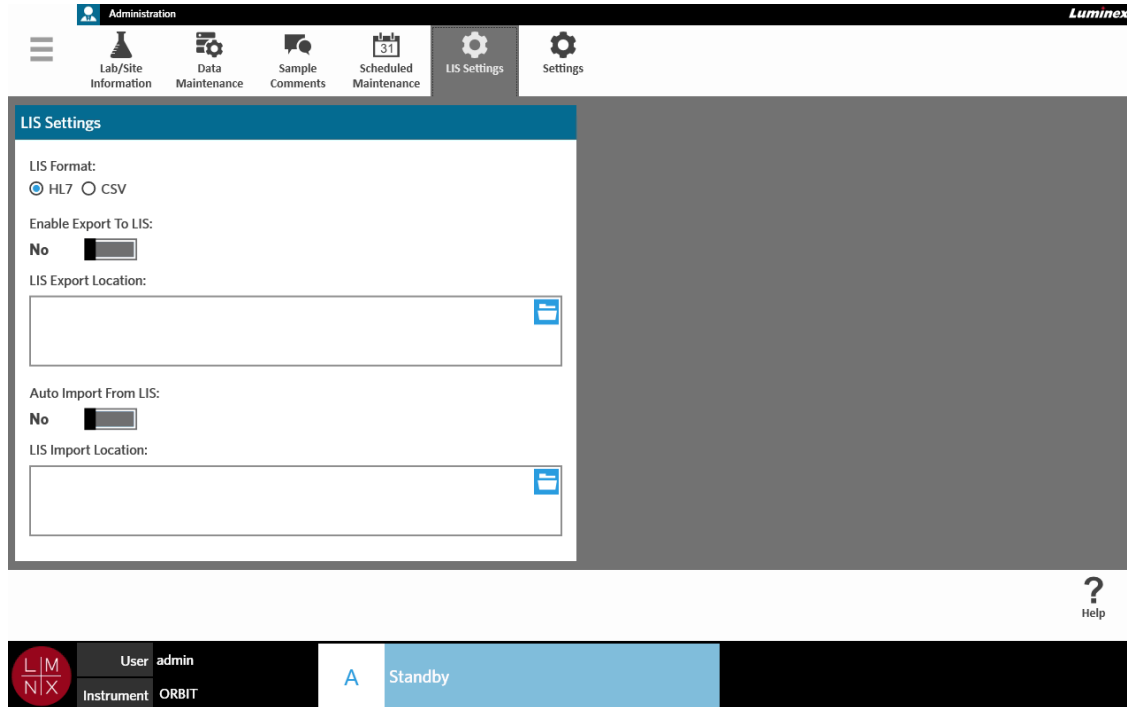 Administration
Luminex
Lab/Site
Information
Data
Maintenance
Sample
Comments
31
Scheduled
Maintenance
LIS Settings
Settings
LIS Settings
LIS Format:
HL7 CSV
Enable Export To LIS:
No
LIS Export Location:
Auto Import From LIS:
No
LIS Import Location:
?
Help
L M
N X
User admin
Instrument ORBIT
A Standby